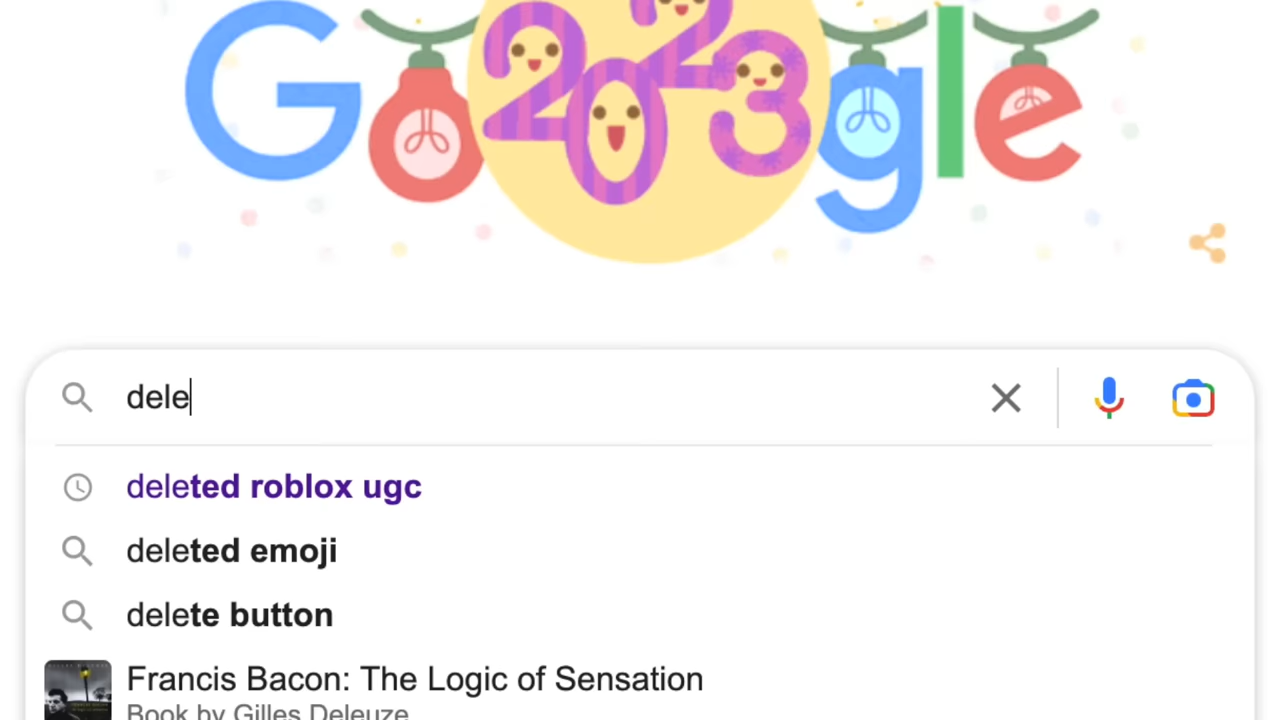 Google
2023
dele
deleted roblox ugc
deleted emoji
delete button
Francis Bacon: The Logic of Sensation
Book by Gilles Deleuze